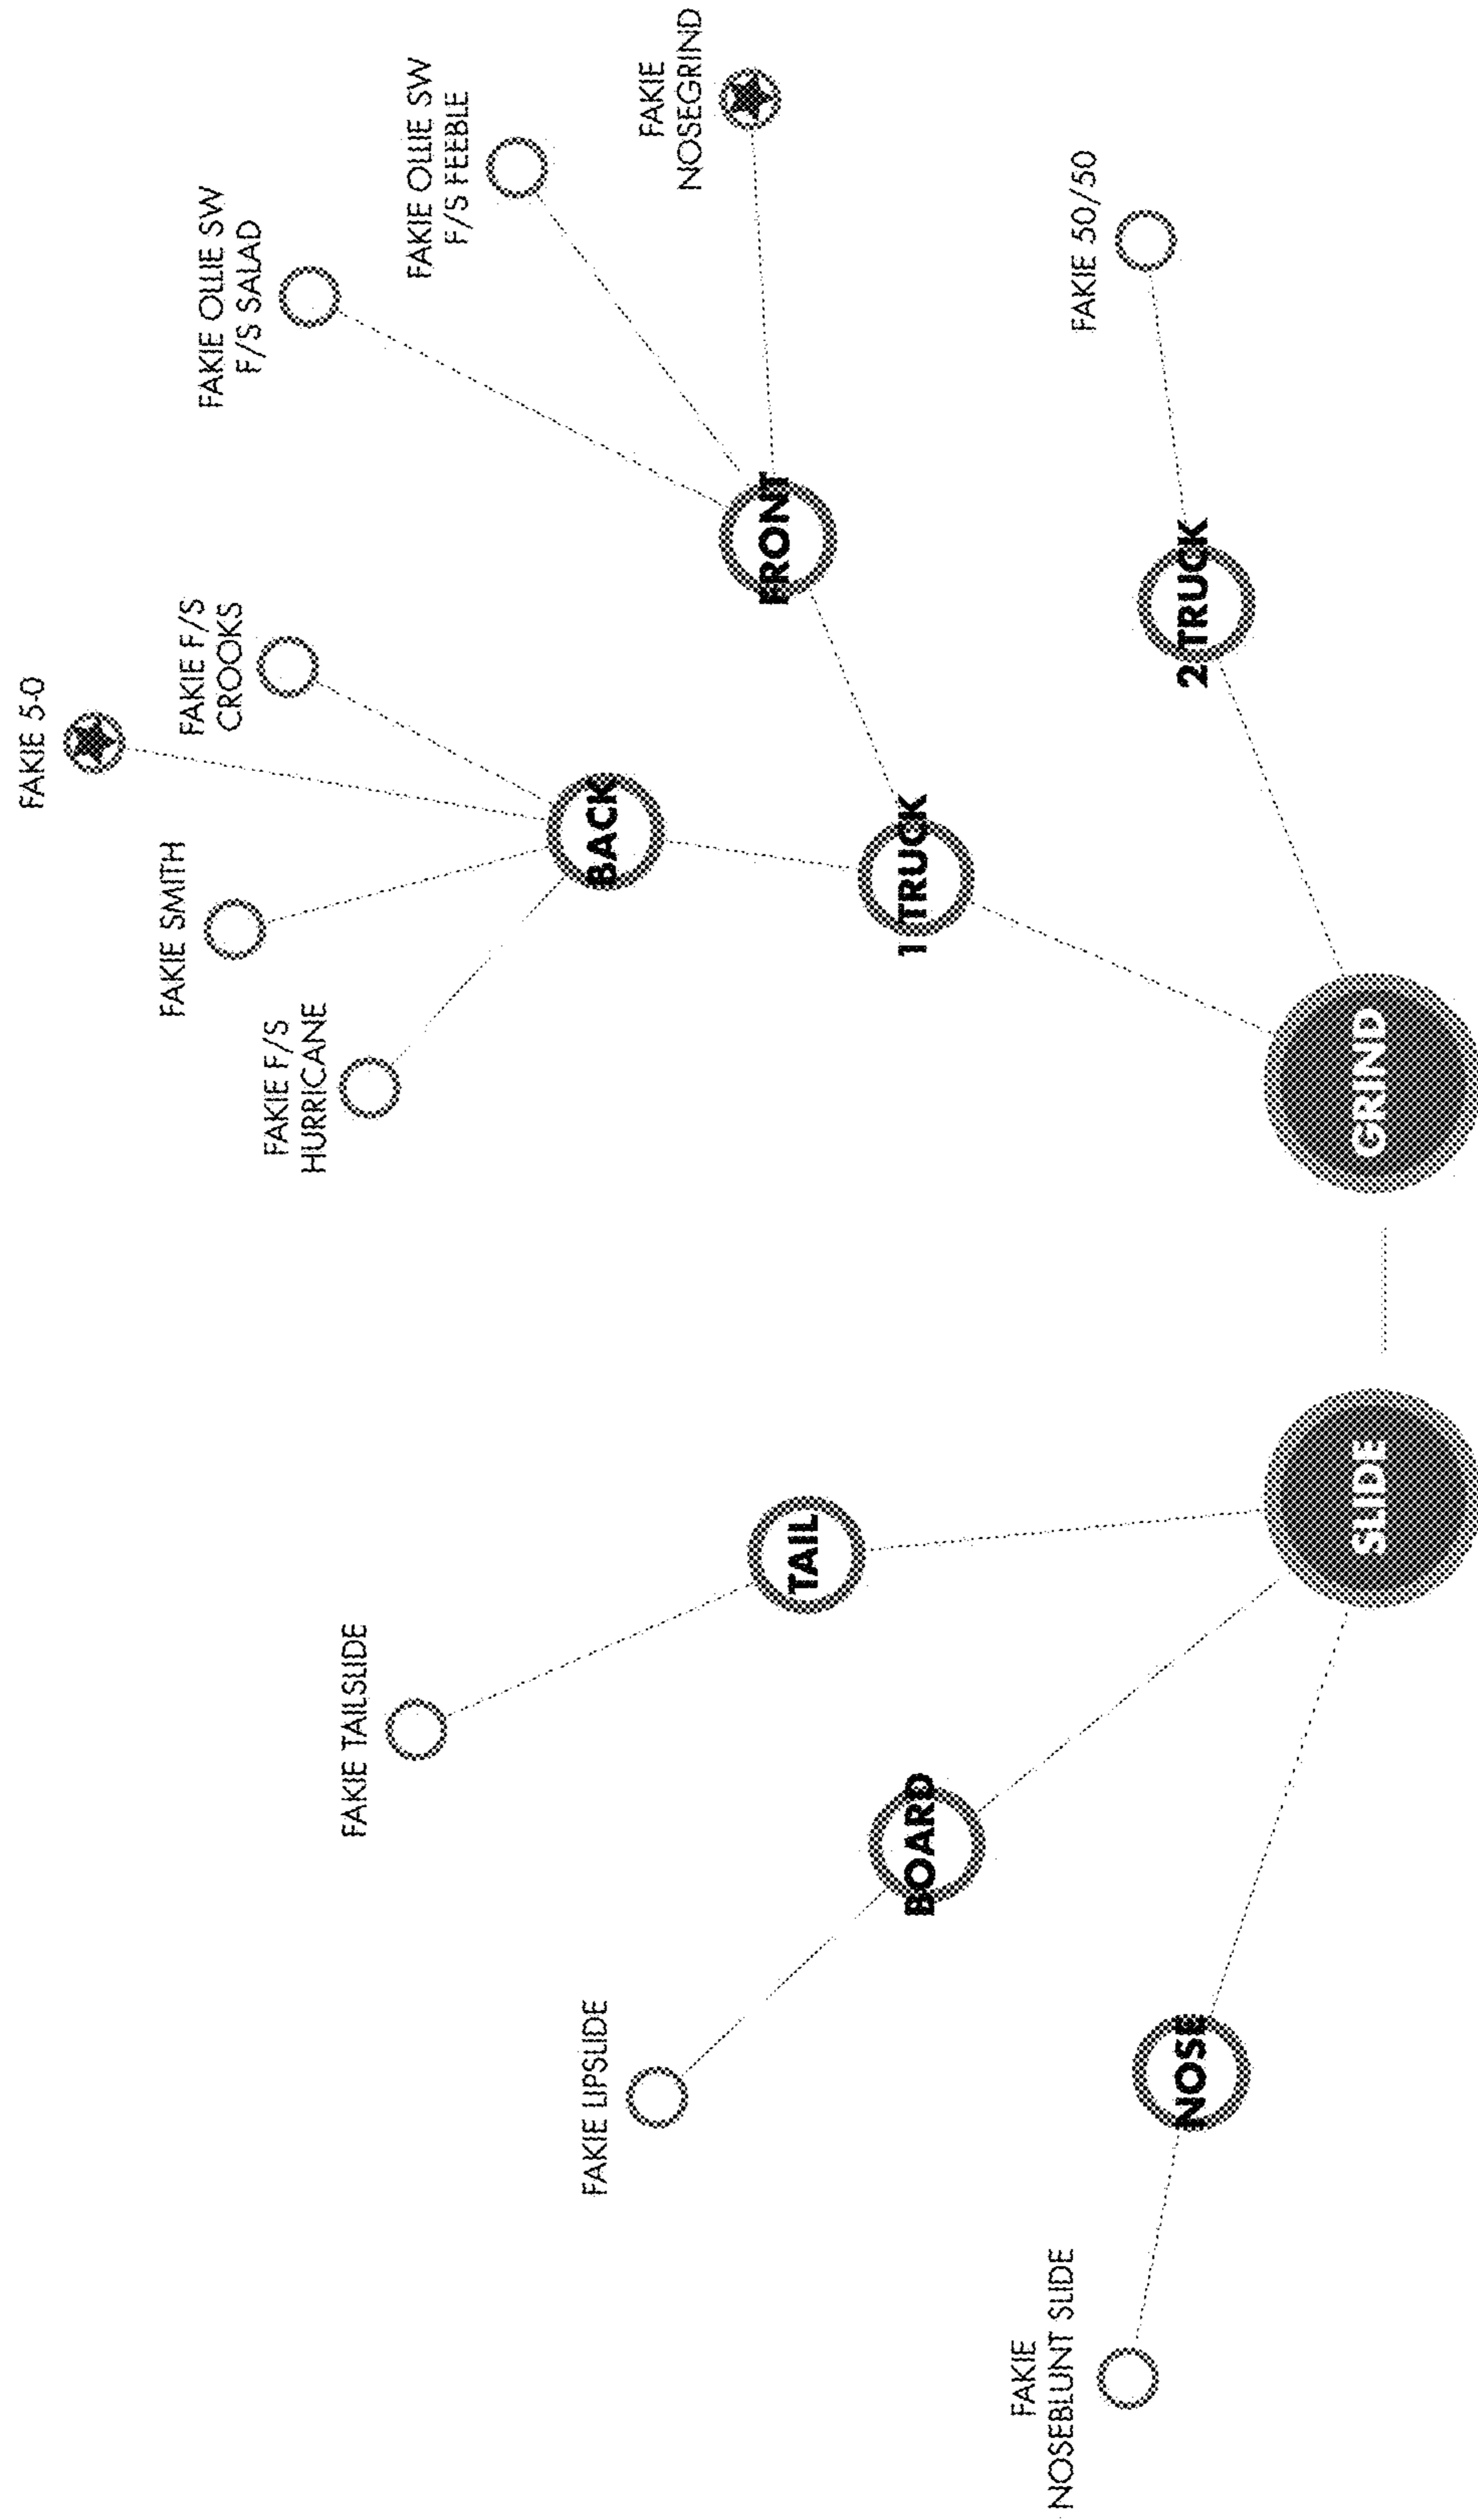 FAKIE
NOSEBLUNT SLIDE
FAKIE LIPSLIDE
FAKIE TAILSLIDE
NOSE
BOARD
TAIL
SLIDE
FAKIE F/S
HURRICANE
FAKIE SMITH
FAKIE 5-0
FAKIE F/S
CROOKS
FAKIE OLLIE SW
F/S SALAD
FAKIE OLLIE SW
F/S FEEBLE
FAKIE
NOSEGRIND
BACK
FRONT
1 TRUCK
FAKIE 50/50
2 TRUCK
GRIND